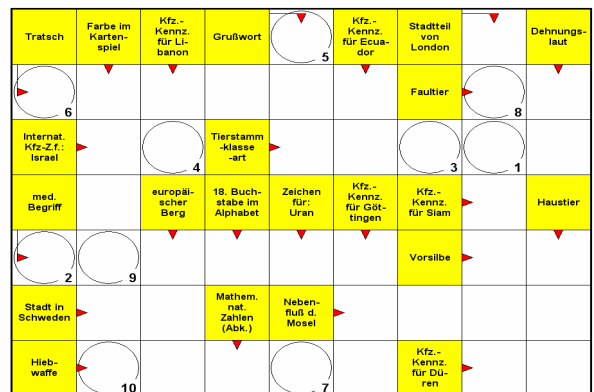 Tratsch
Farbe im
Karten-
spiel
Kfz.-
Kennz.
für Li-
banon
Grußwort
5
Kfz.-
Kennz.
für Ecua-
dor
Stadtteil
von
London
Dehnungs-
laut
6
Faultier
8
Internat.
Kfz-Z.f.:
Israel
4
Tierstamm
-klasse
-art
3
1
med.
Begriff
europäi-
scher
Berg
18. Buch-
stabe im
Alphabet
Zeichen
für:
Uran
Kfz.-
Kennz.
für Göt-
tingen
Kfz.-
Kennz.
für Siam
Haustier
2
9
Vorsilbe
Stadt in
Schweden
Mathem.
nat.
Zahlen
(Abk.)
Neben-
fluß d.
Mosel
Hieb-
waffe
10
7
Kfz.-
Kennz.
für Dü-
ren